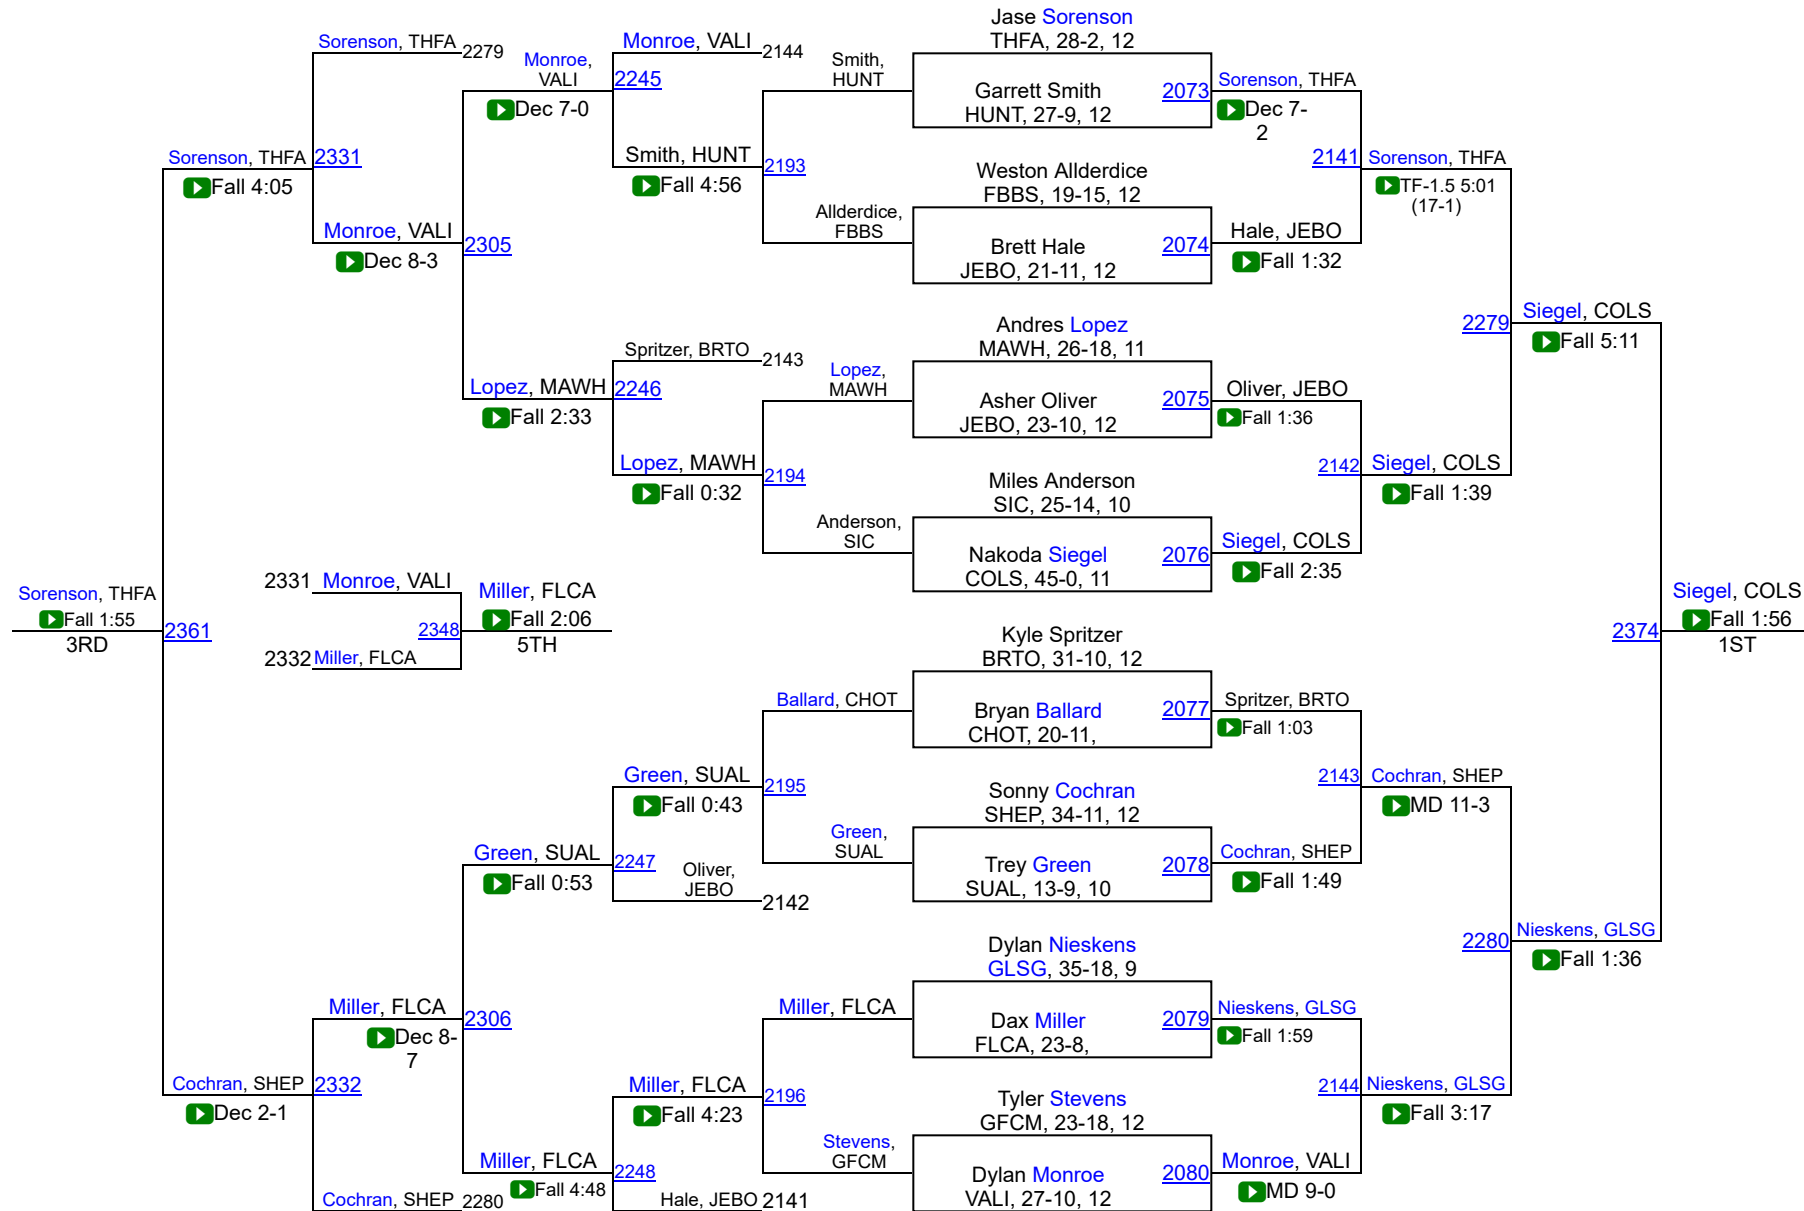 Jase Sorenson
THFA, 28-2, 12
Sorenson, THFA 2279
Monroe, VALI 2144
Monroe,
VALI
2245
Dec 7-0
Smith,
HUNT
Garrett Smith
HUNT, 27-9, 12
2073
Sorenson, THFA
Dec 7-
2
Sorenson, THFA
2331
Fall 4:05
Smith, HUNT
2193
Fall 4:56
Weston Allderdice
FBBS, 19-15, 12
2141
Sorenson, THFA
TF-1.5 5:01
(17-1)
Monroe, VALI
2305
Dec 8-3
Allderdice,
FBBS
Brett Hale
JEBO, 21-11, 12
2074
Hale, JEBO
Fall 1:32
Andres Lopez
MAWH, 26-18, 11
2279
Siegel, COLS
Fall 5:11
Spritzer, BRTO 2143
Lopez, MAWH
2246
Fall 2:33
Lopez,
MAWH
Asher Oliver
JEBO, 23-10, 12
2075
Oliver, JEBO
Fall 1:36
Lopez, MAWH
2194
Fall 0:32
Miles Anderson
SIC, 25-14, 10
2142
Siegel, COLS
Fall 1:39
Anderson,
SIC
Nakoda Siegel
COLS, 45-0, 11
2076
Siegel, COLS
Fall 2:35
Sorenson, THFA
Fall 1:55
3RD
2361
2331 Monroe, VALI
2348
2332 Miller, FLCA
Miller, FLCA
Fall 2:06
5TH
Kyle Spritzer
BRTO, 31-10, 12
2374
Siegel, COLS
Fall 1:56
1ST
Ballard, CHOT
Bryan Ballard
CHOT, 20-11,
2077
Spritzer, BRTO
Fall 1:03
Green, SUAL
2195
Fall 0:43
Sonny Cochran
SHEP, 34-11, 12
2143
Cochran, SHEP
MD 11-3
Green, SUAL
2247
Fall 0:53
Oliver,
JEBO
2142
Green,
SUAL
Trey Green
SUAL, 13-9, 10
2078
Cochran, SHEP
Fall 1:49
Dylan Nieskens
GLSG, 35-18, 9
2280
Nieskens, GLSG
Fall 1:36
Miller, FLCA
2306
Dec 8-
7
Miller, FLCA
Dax Miller
FLCA, 23-8,
2079
Nieskens, GLSG
Fall 1:59
Cochran, SHEP
2332
Dec 2-1
Miller, FLCA
2196
Fall 4:23
Tyler Stevens
GFCM, 23-18, 12
2144
Nieskens, GLSG
Fall 3:17
Miller, FLCA
2248
Fall 4:48
Stevens,
GFCM
Dylan Monroe
VALI, 27-10, 12
2080
Monroe, VALI
MD 9-0
Cochran, SHEP 2280
Hale, JEBO 2141